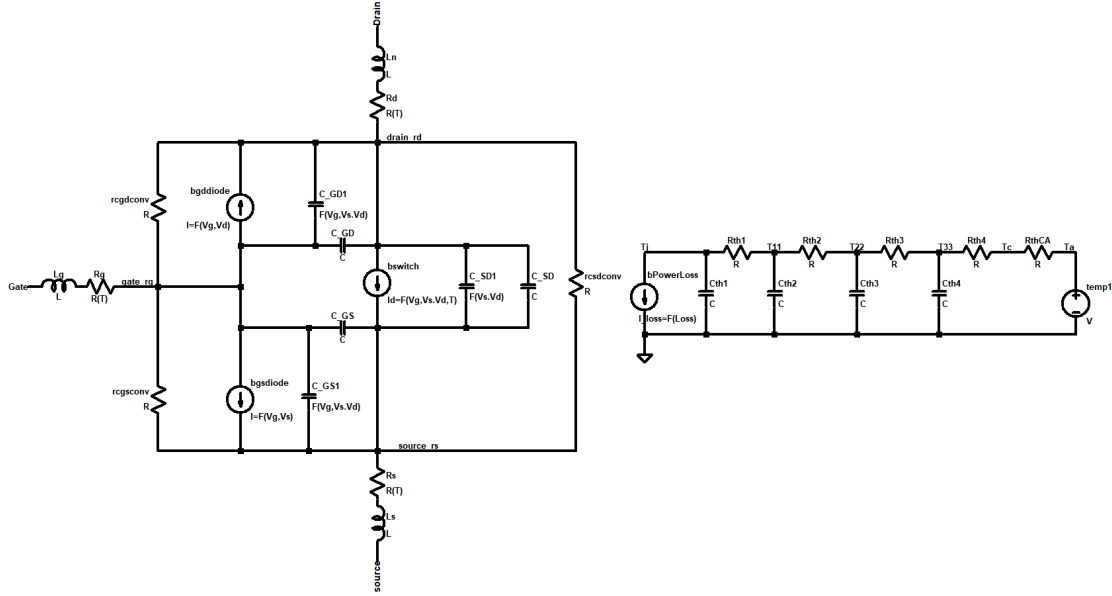 Drain
Ln
L
Rd
R(T)
drain_rd
rcgdconv
R
bgddiode
I=F(Vg,Vd)
C_GD1
F(Vg,Vs.Vd)
C_GD
C
Lg
L
Rg
R(T)
Gate
gate_rg
bswitch
Id=F(Vg,Vs.Vd,T)
C_SD1
F(Vs.Vd)
C_SD
C
rcsdconv
R
C_GS
C
rcgsconv
R
bgsdiode
I=F(Vg,Vs)
C_GS1
F(Vg,Vs.Vd)
source_rs
Rs
R(T)
Ls
L
source
Tj
Rth1
R
T11
Rth2
R
T22
Rth3
R
T33
Rth4
R
Tc
RthCA
R
Ta
bPowerLoss
I_loss=F(Loss)
Cth1
C
Cth2
C
Cth3
C
Cth4
C
temp1
V